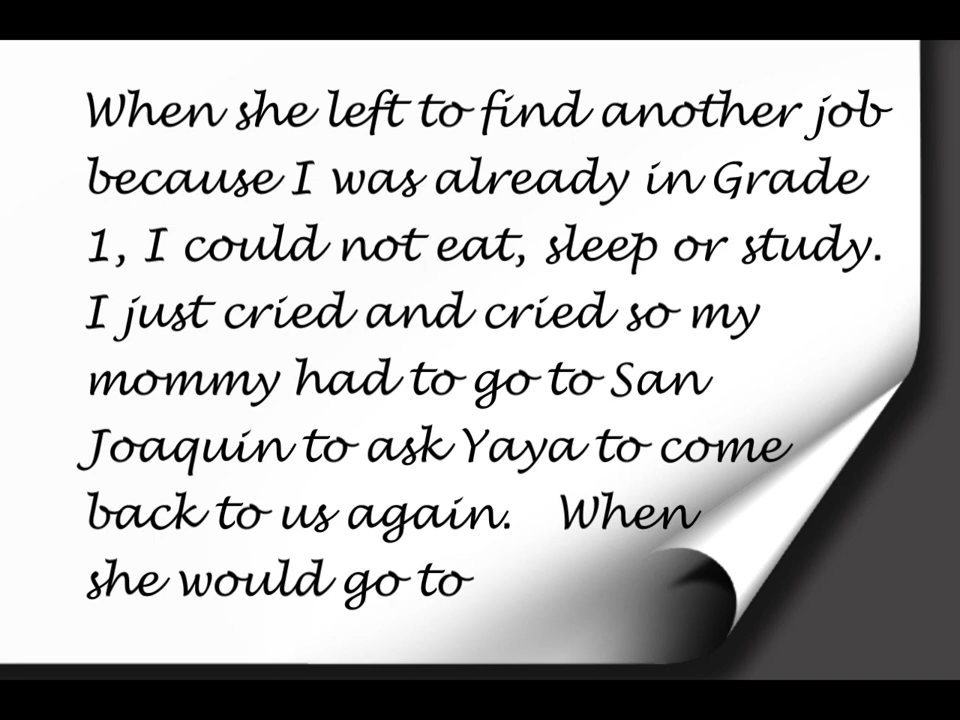 When she left to find another job
because I was already in Grade
1, I could not eat, sleep or study.
I just cried and cried so my
mommy had to go to San
Joaquin to ask Yaya to come
back to us again. When
she would go to